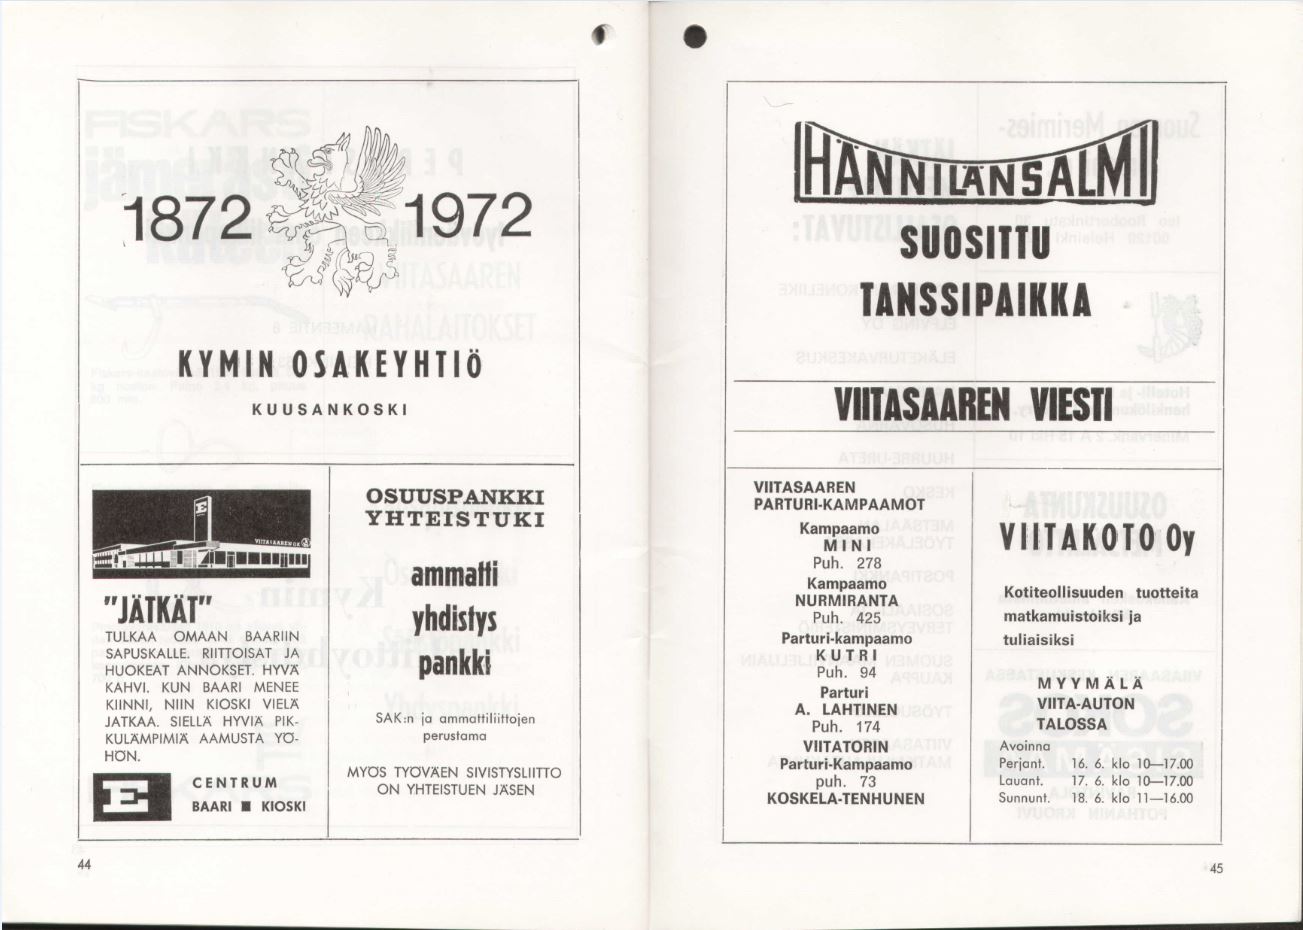 1872 1972
KYMIN OSAKEYHTIÖ
KUUSANKOSKI
E
VIITASAAREN OK
"JÄTKÄT"
TULKAA OMAAN BAARIIN
SAPUSKALLE. RIITTOISAT JA
HUOKEAT ANNOKSET. HYVÄ
KAHVI. KUN BAARI MENEE
KIINNI, NIIN KIOSKI VIELÄ
JATKAA. SIELLÄ HYVIÄ PIK-
KULÄMPIMIÄ AAMUSTA YÖ-
HÖN.
E
CENTRUM
BAARI ■ KIOSKI
OSUUSPANKKI
YHTEISTUKI
ammatti
yhdistys
pankki
SAK:n ja ammattiliittojen
perustama
MYÖS TYÖVÄEN SIVISTYSLIITTO
ON YHTEISTUEN JÄSEN
44
HÄNNILÄNSALMI
SUOSITTU
TANSSIPAIKKA
VIITASAAREN VIESTI
VIITASAAREN
PARTURI-KAMPAAMOT
Kampaamo
MINI
Puh. 278
Kampaamo
NURMIRANTA
Puh. 425
Parturi-kampaamo
KUTRI
Puh. 94
Parturi
A. LAHTINEN
Puh. 174
VIITATORIN
Parturi-Kampaamo
puh. 73
KOSKELA-TENHUNEN
VIITAKOTO Oy
Kotiteollisuuden tuotteita
matkamuistoiksi ja
tuliaisiksi
MYYMÄLÄ
VIITA-AUTON
TALOSSA
Avoinna
Perjant. 16. 6. klo 10—17.00
Lauant. 17. 6. klo 10—17.00
Sunnunt. 18. 6. klo 11—16.00
45